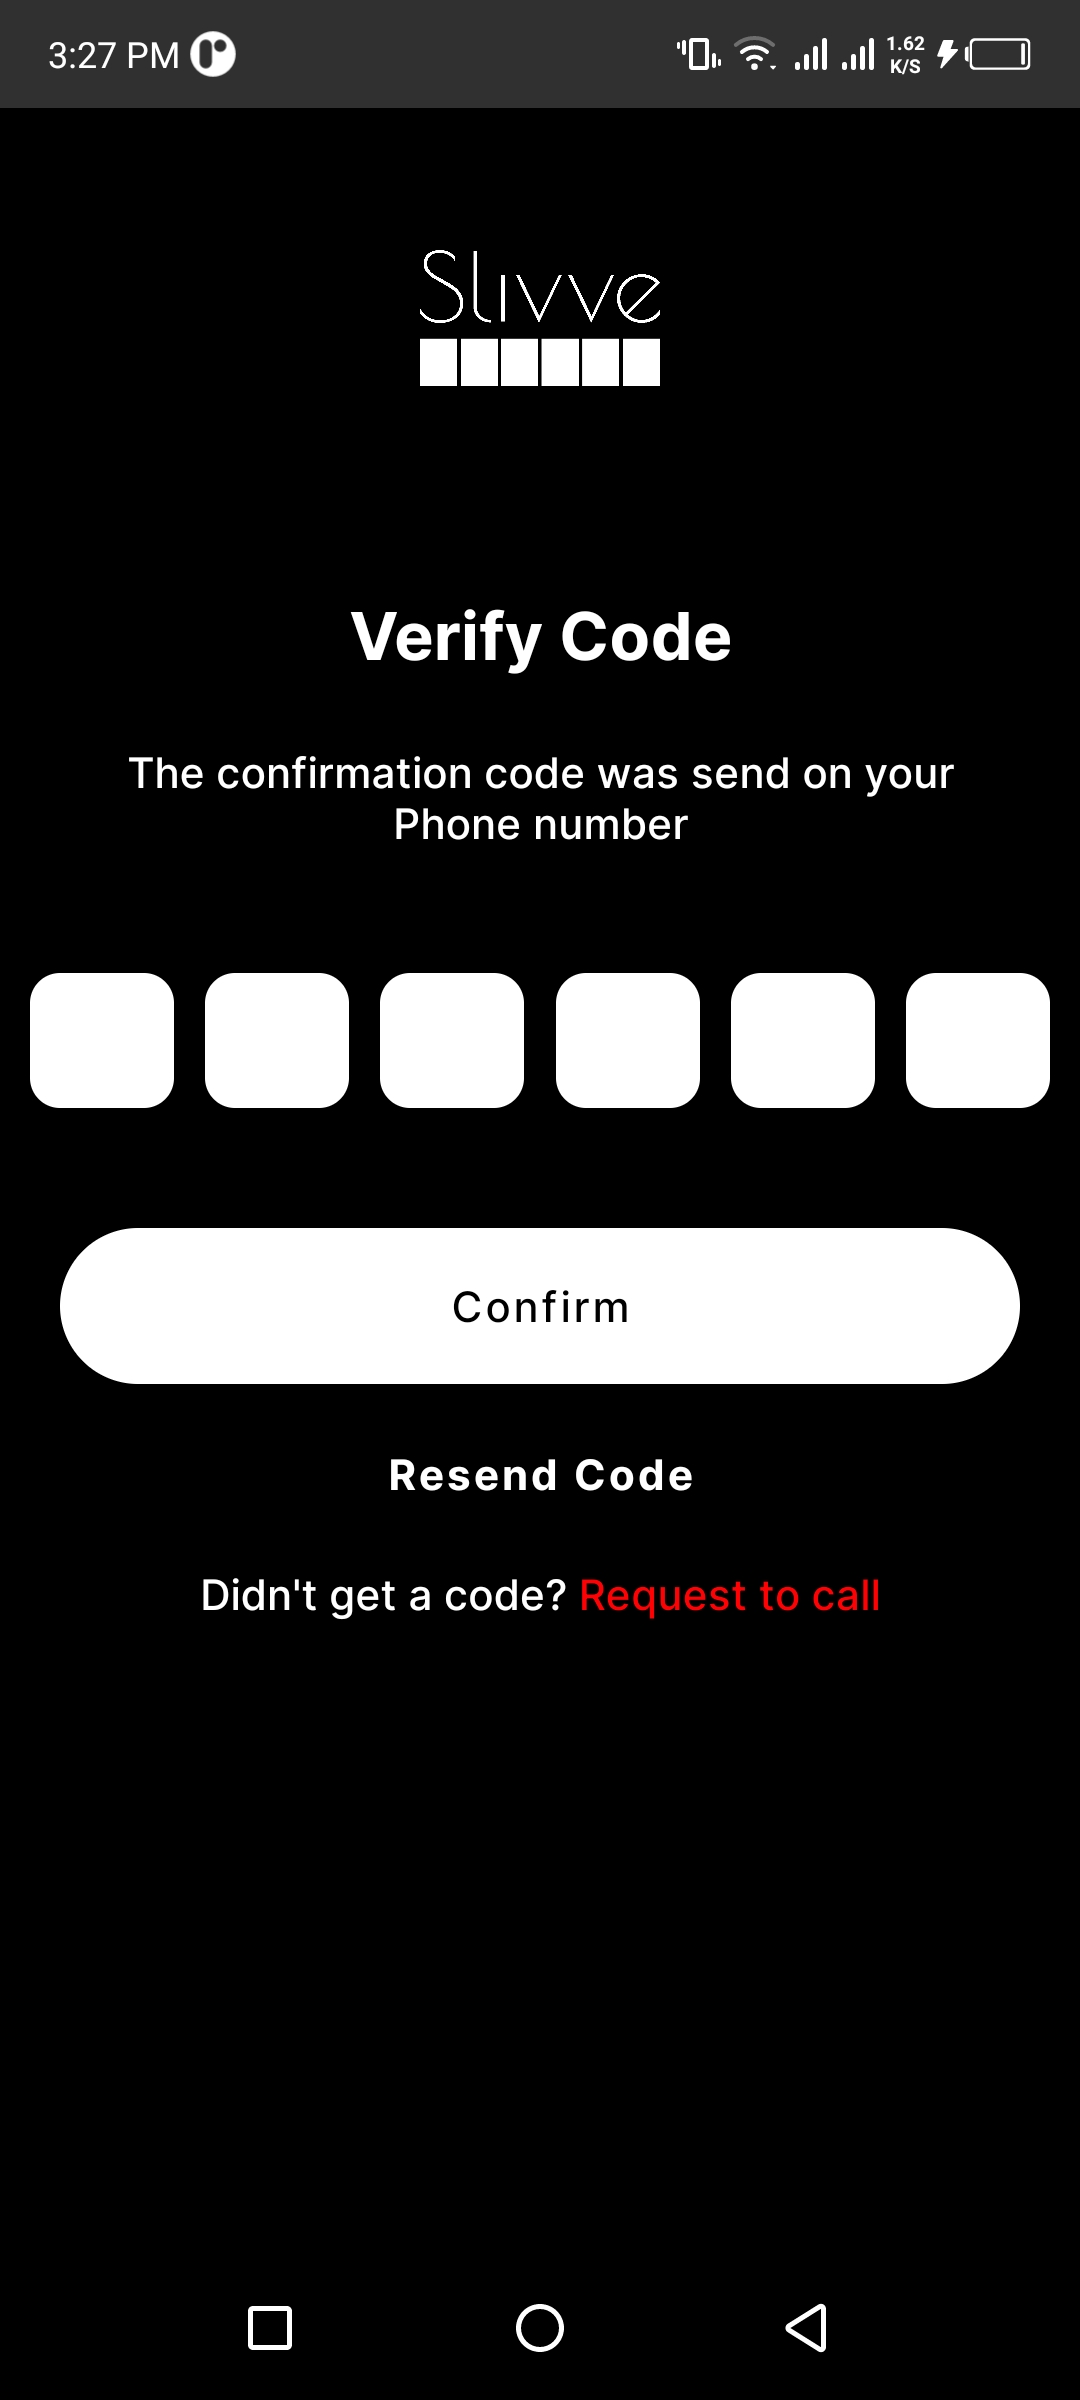 3:27 PM
1.62
K/S
Slivve
Verify Code
The confirmation code was send on your
Phone number
Confirm
Resend Code
Didn't get a code? Request to call